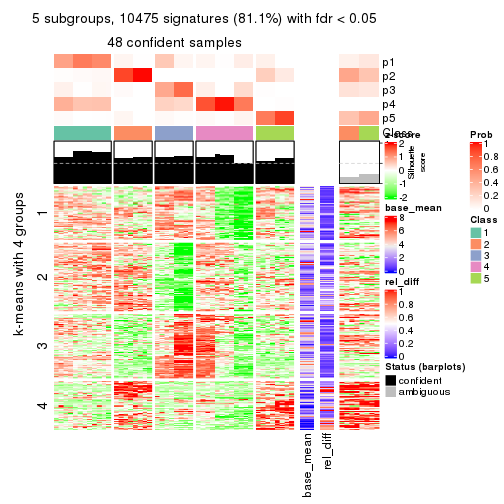 5 subgroups, 10475 signatures (81.1%) with fdr < 0.05
48 confident samples
p1
p2
p3
p4
p5
Class
1
2
3
4
k-means with 4 groups
base_mean
rel_diff
z-score
2
1
0
-1
-2
Silhouette
score
base_mean
8
6
4
2
0
rel_diff
1
0.8
0.6
0.4
0.2
0
Status (barplots)
confident
ambiguous
Prob
1
0.8
0.6
0.4
0.2
0
Class
1
2
3
4
5